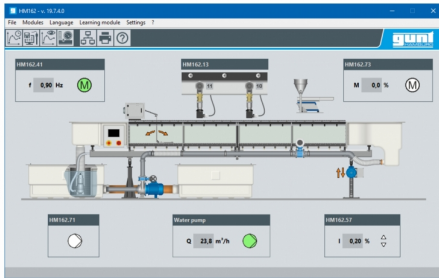 HM162 - v. 19.7.4.0
File Modules Language Learning module Settings ?
gunt
HM162.41
f 0,90 Hz M
HM162.13
11 10
HM162.73
M 0,0 % M
HM162.71
Water pump
Q 23,8 m³/h
HM162.57
I 0,20 %